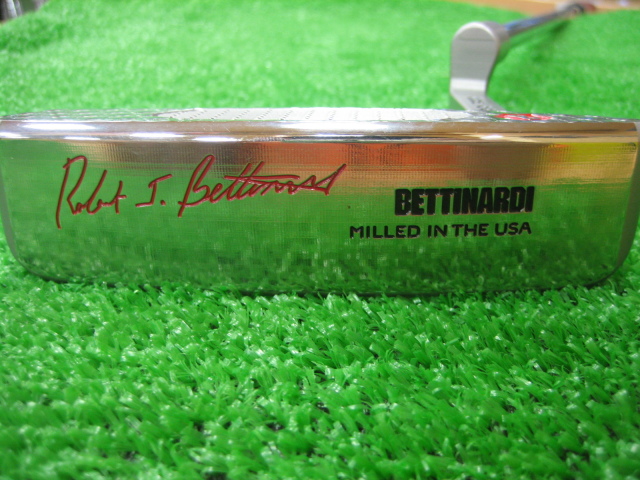 Robert J. Bettinardi
BETTINARDI
MILLED IN THE USA